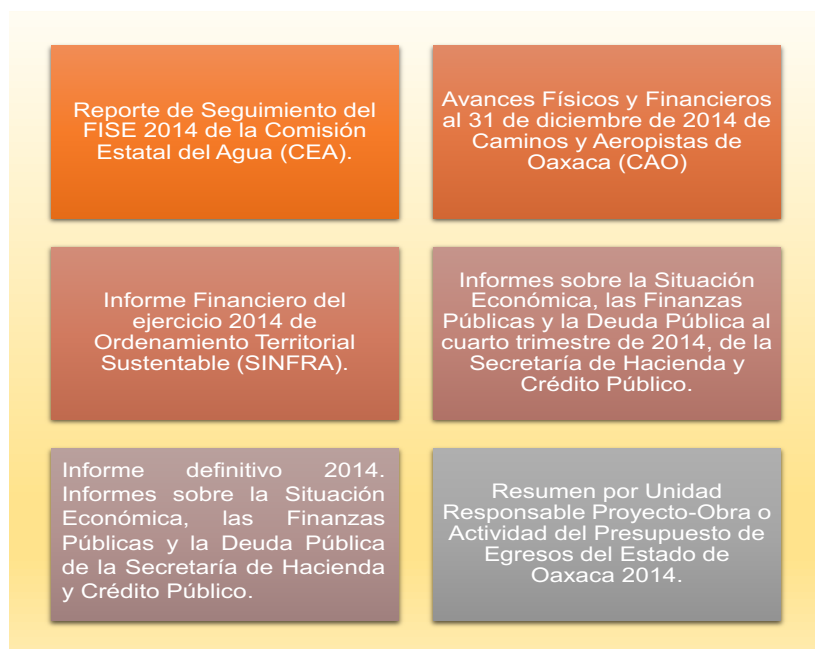 Reporte de Seguimiento del
FISE 2014 de la Comisión
Estatal del Agua (CEA).
Avances Físicos y Financieros
al 31 de diciembre de 2014 de
Caminos y Aeropistas de
Oaxaca (CAO)
Informe Financiero del
ejercicio 2014 de
Ordenamiento Territorial
Sustentable (SINFRA).
Informes sobre la Situación
Económica, las Finanzas
Públicas y la Deuda Pública al
cuarto trimestre de 2014, de la
Secretaría de Hacienda y
Crédito Público.
Informe definitivo 2014.
Informes sobre la Situación
Económica, las Finanzas
Públicas y la Deuda Pública
de la Secretaría de Hacienda
y Crédito Público.
Resumen por Unidad
Responsable Proyecto-Obra o
Actividad del Presupuesto de
Egresos del Estado de
Oaxaca 2014.